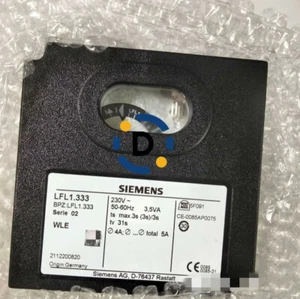 D
LFL1.333
BPZ:LFL1.333
Serie 02
WLE
2112200820
Origin Germany
SIEMENS
230V ~
50-60Hz 3,5VA
ts max 3s (3s)/3s
tv 31s
4A; ... total 5A
CE-0085AP0075
Siemens AG, D-76437 Rastatt